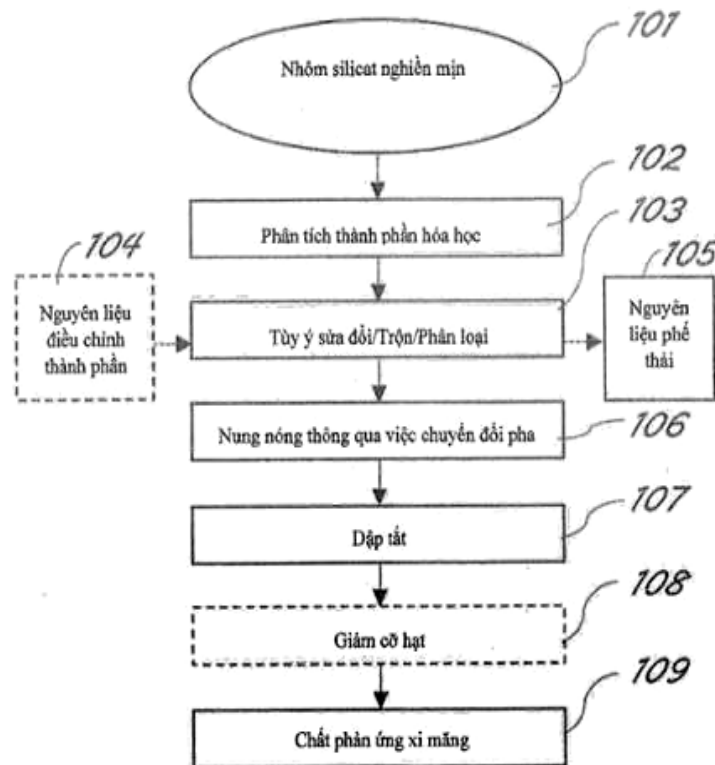 101
Nhôm silicat nghiền mịn
102
Phân tích thành phần hóa học
103
104
Nguyên liệu
điều chỉnh
thành phần
Tùy ý sửa đổi/Trộn/Phân loại
105
Nguyên
liệu phế
thải
Nung nóng thông qua việc chuyển đổi pha
106
107
Dập tắt
108
Giảm cỡ hạt
109
Chất phản ứng xi măng